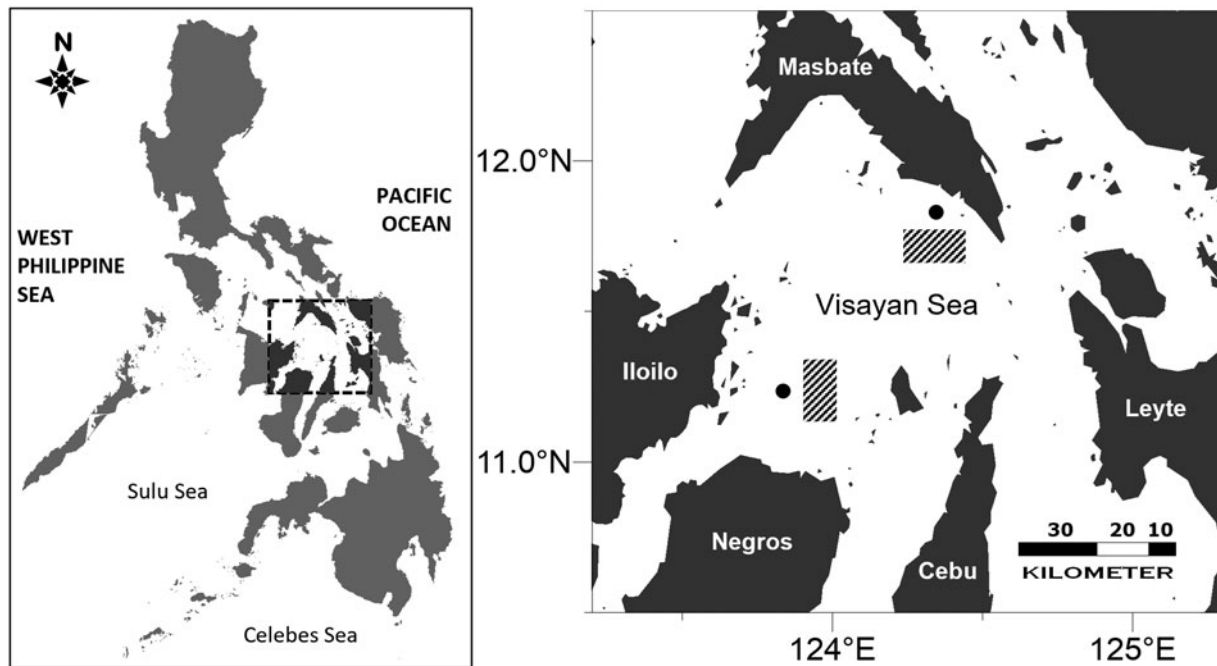 N
PACIFIC
OCEAN
WEST
PHILIPPINE
SEA
Sulu Sea
Celebes Sea
Masbate
12.0°N
Visayan Sea
Iloilo
Leyte
11.0°N
Negros
Cebu
30 20 10
KILOMETER
124°E 125°E